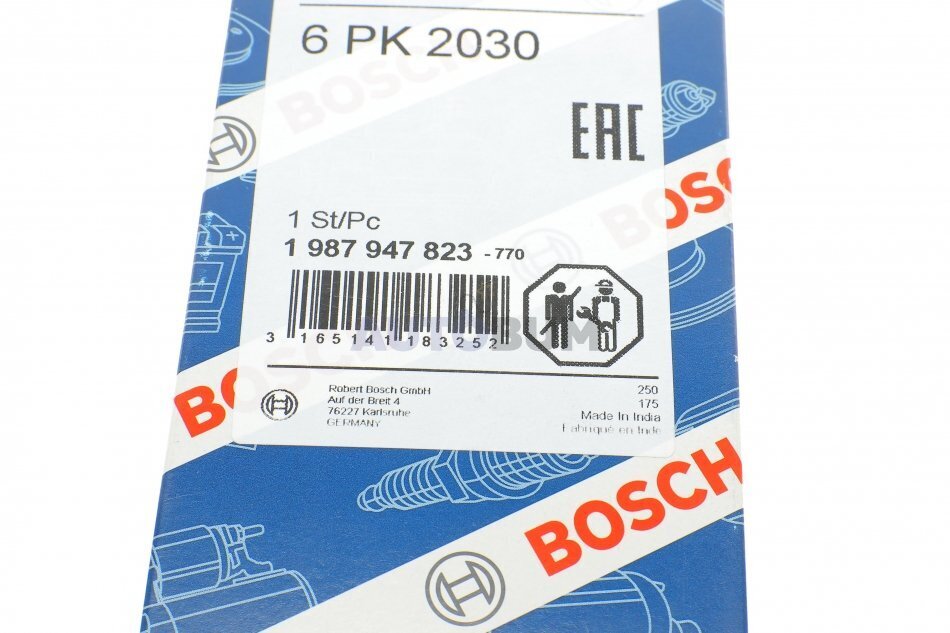 6 PK 2030
BOSCH
EAC
BOSCH
1 St/Pc
1 987 947 823 - 770
3 165141 183252
AUTOBUM
Robert Bosch GmbH
Auf der Breit 4
76227 Karlsruhe
GERMANY
250
175
Made In India
Fabriqué en Inde
BOSCH